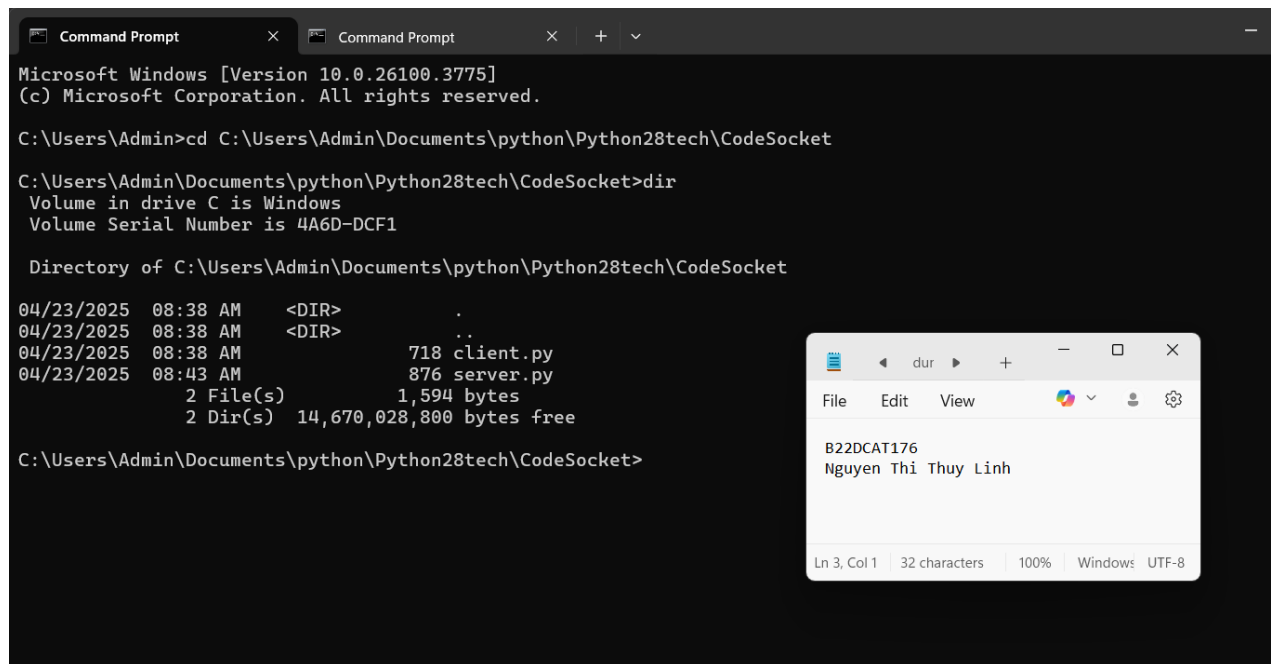 Command Prompt
Command Prompt
Microsoft Windows [Version 10.0.26100.3775]
(c) Microsoft Corporation. All rights reserved.
C:\Users\Admin>cd C:\Users\Admin\Documents\python\Python28tech\CodeSocket
C:\Users\Admin\Documents\python\Python28tech\CodeSocket>dir
Volume in drive C is Windows
Volume Serial Number is 4A6D-DCF1
Directory of C:\Users\Admin\Documents\python\Python28tech\CodeSocket
04/23/2025  08:38 AM    <DIR>          .
04/23/2025  08:38 AM    <DIR>          ..
04/23/2025  08:38 AM               718 client.py
04/23/2025  08:43 AM               876 server.py
2 File(s)          1,594 bytes
2 Dir(s)  14,670,028,800 bytes free
C:\Users\Admin\Documents\python\Python28tech\CodeSocket>
dur
File Edit View
B22DCAT176
Nguyen Thi Thuy Linh
Ln 3, Col 1 32 characters 100% Windows UTF-8